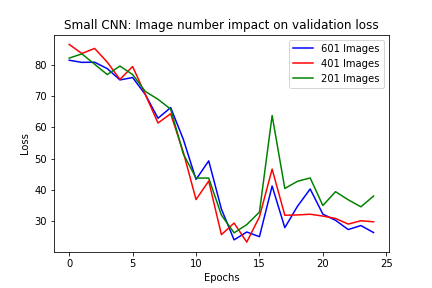 Small CNN: Image number impact on validation loss
601 Images
401 Images
201 Images
Loss
80
70
60
50
40
30
0 5 10 15 20 25
Epochs